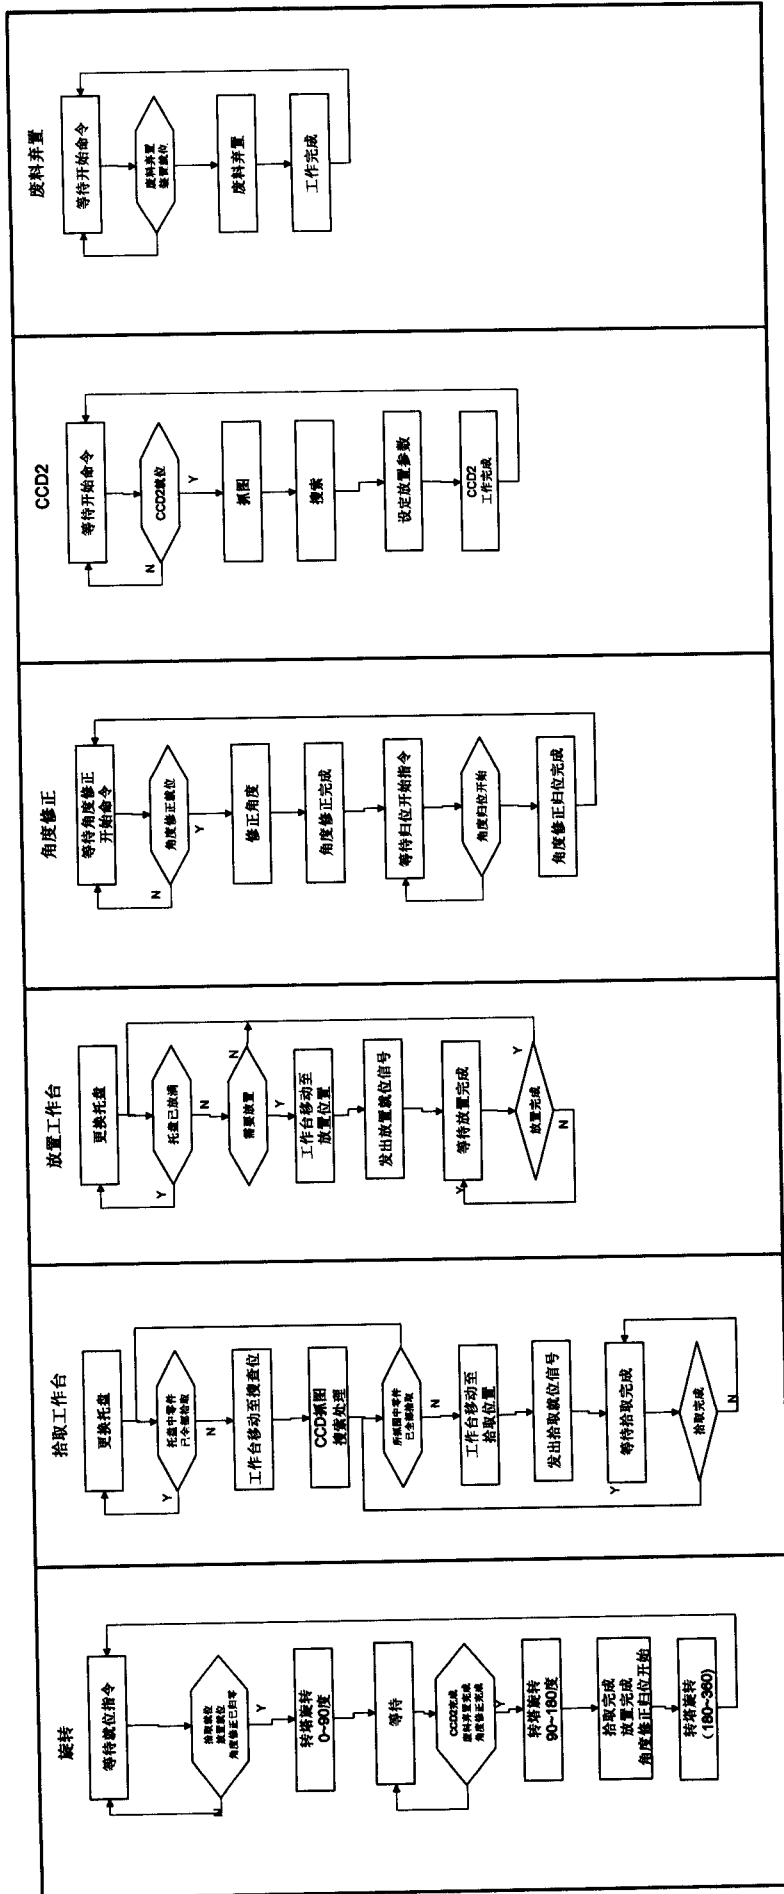 旋转
等待就位指令
拾取就位
放置就位
角度修正已归零
N
Y
转塔旋转
0~90度
等待
CCD2完成
废料弃置完成
角度修正完成
Y
转塔旋转
90~180度
拾取完成
放置完成
角度修正归位开始
转塔旋转
(180~360)
拾取工作台
更换托盘
托盘中零件
已全部拾取
Y
N
工作台移动至搜查位
CCD抓图
搜索处理
所抓图中零件
已全部拾取
N
工作台移动至
拾取位置
发出拾取就位信号
等待拾取完成
Y
拾取完成
N
放置工作台
更换托盘
托盘已放满
Y
N
需要放置
N
Y
工作台移动至
放置位置
发出放置就位信号
等待放置完成
Y
放置完成
Y
N
角度修正
等待角度修正
开始命令
角度修正就位
N
Y
修正角度
角度修正完成
等待归位开始指令
角度归位开始
N
角度修正归位完成
CCD2
等待开始命令
CCD2就位
N
Y
抓图
搜索
设定放置参数
CCD2
工作完成
废料弃置
等待开始命令
废料弃置
装置就位
废料弃置
工作完成